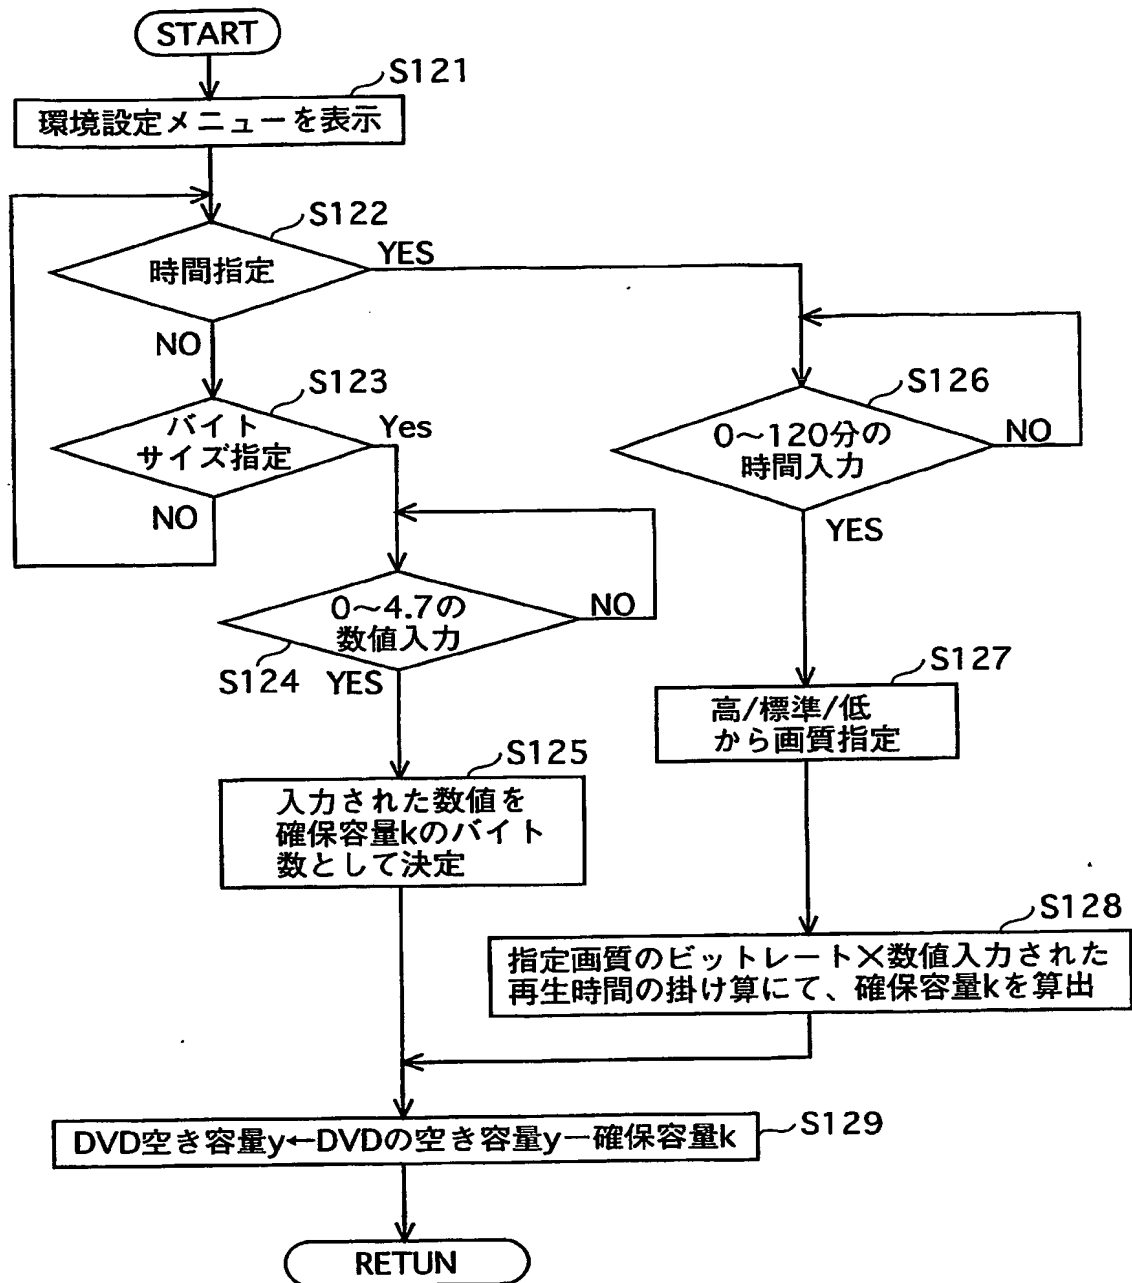 START
S121
環境設定メニューを表示
S122
時間指定
YES
NO
S123
バイト
サイズ指定
Yes
NO
S126
0～120分の
時間入力
NO
YES
0～4.7の
数値入力
NO
S124
YES
S127
高/標準/低
から画質指定
S125
入力された数値を
確保容量kのバイト
数として決定
S128
指定画質のビットレート×数値入力された
再生時間の掛け算にて、確保容量kを算出
S129
DVD空き容量y←DVDの空き容量y－確保容量k
RETUN